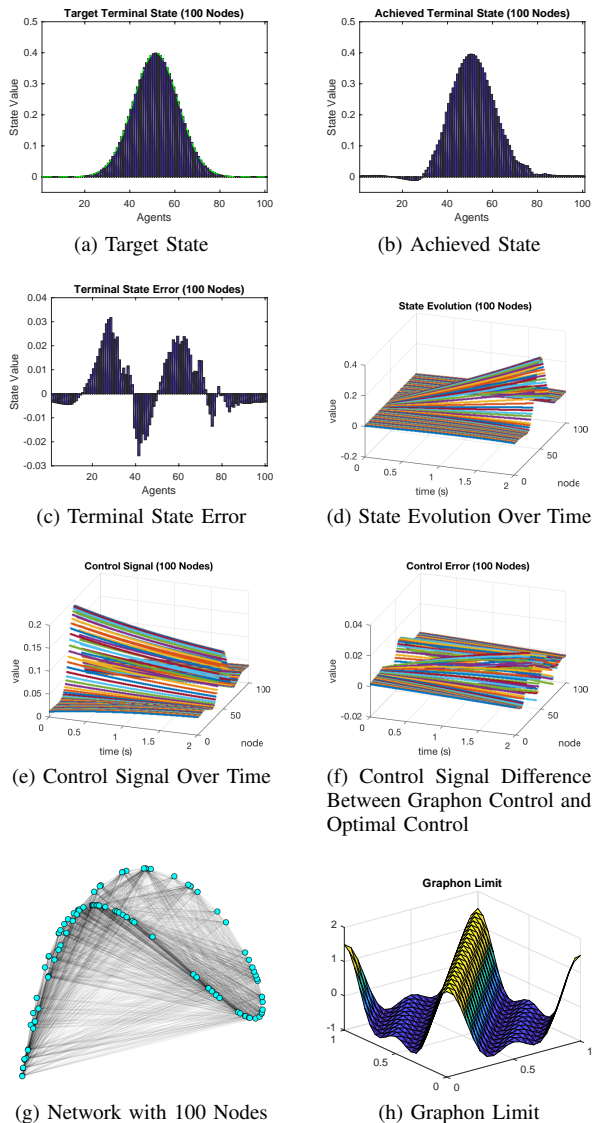 Target Terminal State (100 Nodes)
0.5
0.4
0.3
0.2
0.1
0
State Value
20 40 60 80 100
Agents
(a) Target State
Achieved Terminal State (100 Nodes)
0.5
0.4
0.3
0.2
0.1
0
State Value
20 40 60 80 100
Agents
(b) Achieved State
Terminal State Error (100 Nodes)
0.04
0.03
0.02
0.01
0
-0.01
-0.02
-0.03
State Value
20 40 60 80 100
Agents
(c) Terminal State Error
State Evolution (100 Nodes)
0.4
0.2
0
-0.2
value
0 0.5 1 1.5 2
time (s)
0 50 100
node
(d) State Evolution Over Time
Control Signal (100 Nodes)
0.2
0.15
0.1
0.05
0
value
0 0.5 1 1.5 2
time (s)
0 50 100
node
(e) Control Signal Over Time
Control Error (100 Nodes)
0.04
0.02
0
-0.02
value
0 0.5 1 1.5 2
time (s)
0 50 100
node
(f) Control Signal Difference
Between Graphon Control and
Optimal Control
(g) Network with 100 Nodes
Graphon Limit
2
1
0
-1
1 0.5 0
0 0.5 1
(h) Graphon Limit